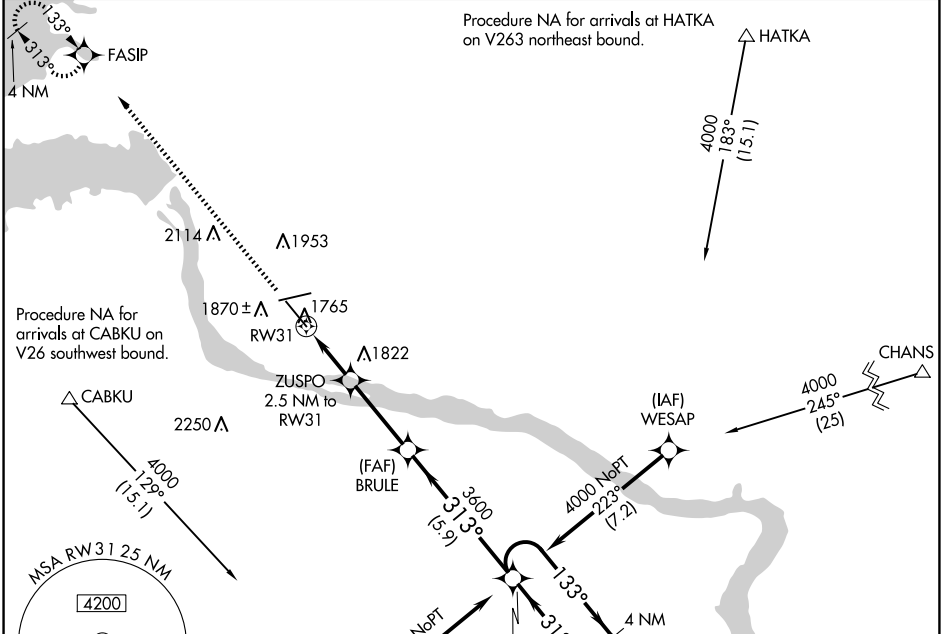 Procedure NA for arrivals at HATKA
on V263 northeast bound.
HATKA
133°
313°
FASIP
4 NM
4000
183°
(15.1)
2114
1953
1870 ±
1765
RW31
Procedure NA for
arrivals at CABKU on
V26 southwest bound.
1822
CHANS
ZUSPO
2.5 NM to
RW31
4000
245°
(25)
CABKU
(IAF)
WESAP
2250
4000
129°
(15.1)
(FAF)
BRULE
4000 NoPT
223°
(7.2)
3600
313°
(5.9)
MSA RW31 25 NM
4200
133°
4 NM
NoPT